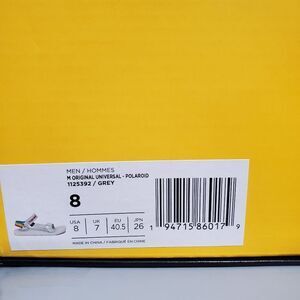 MEN / HOMMES
M ORIGINAL UNIVERSAL - POLAROID
1125392 / GREY
8
USA UK EU JPN
8 7 40.5 26
MADE IN CHINA / FABRIQUÉ EN CHINE
1 94715 86017 9